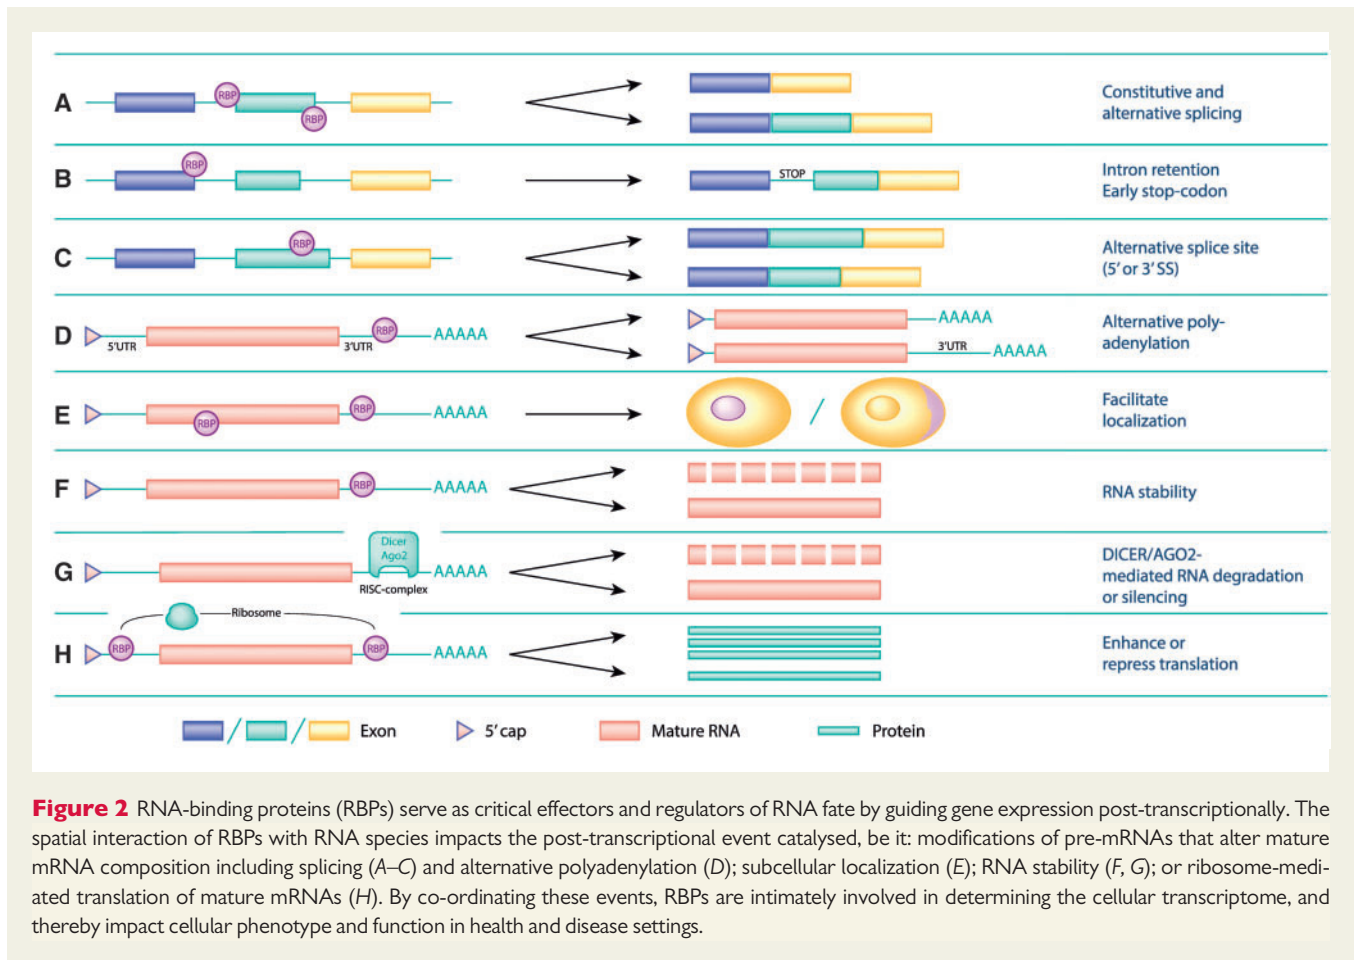 A
RBP
RBP
Constitutive and
alternative splicing
B
RBP
STOP
Intron retention
Early stop-codon
C
RBP
Alternative splice site
(5' or 3' SS)
D
5'UTR
3'UTR
RBP
AAAAA
AAAAA
3'UTR
AAAAA
Alternative poly-
adenylation
E
RBP
RBP
AAAAA
/
Facilitate
localization
F
RBP
AAAAA
RNA stability
G
Dicer
Ago2
RISC-complex
AAAAA
DICER/AGO2-
mediated RNA degradation
or silencing
Ribosome
H
RBP
RBP
AAAAA
Enhance or
repress translation
/ / Exon
5' cap
Mature RNA
Protein
Figure 2 RNA-binding proteins (RBPs) serve as critical effectors and regulators of RNA fate by guiding gene expression post-transcriptionally. The
spatial interaction of RBPs with RNA species impacts the post-transcriptional event catalysed, be it: modifications of pre-mRNAs that alter mature
mRNA composition including splicing (A–C) and alternative polyadenylation (D); subcellular localization (E); RNA stability (F, G); or ribosome-medi-
ated translation of mature mRNAs (H). By co-ordinating these events, RBPs are intimately involved in determining the cellular transcriptome, and
thereby impact cellular phenotype and function in health and disease settings.